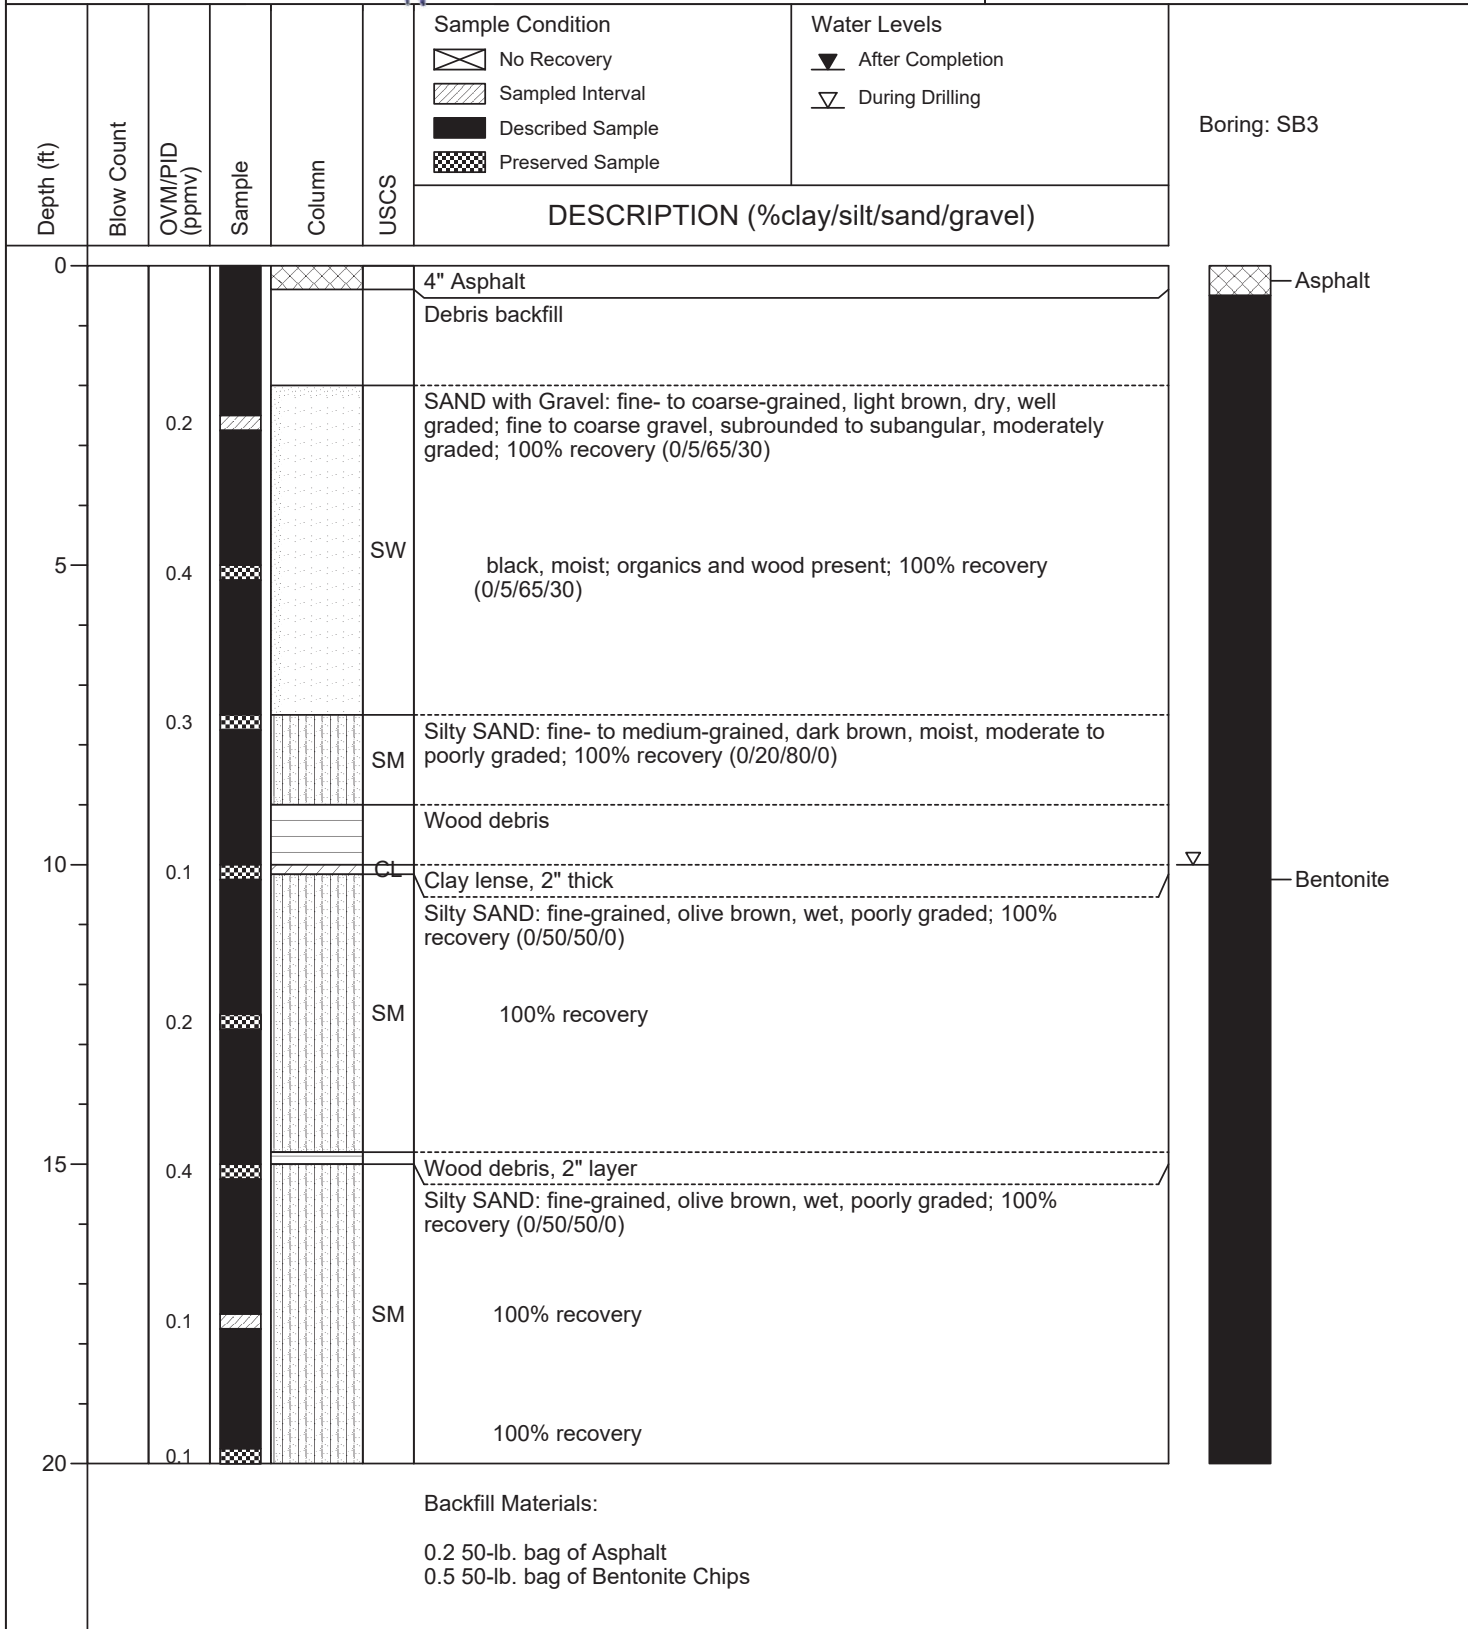 Sample Condition
No Recovery
Sampled Interval
Described Sample
Preserved Sample
Water Levels
After Completion
During Drilling
Boring: SB3
Depth (ft)
Blow Count
OVM/PID
(ppmv)
Sample
Column
USCS
DESCRIPTION (%clay/silt/sand/gravel)
0
4" Asphalt
Asphalt
Debris backfill
SAND with Gravel: fine- to coarse-grained, light brown, dry, well
0.2
graded; fine to coarse gravel, subrounded to subangular, moderately
graded; 100% recovery (0/5/65/30)
SW
5
0.4
black, moist; organics and wood present; 100% recovery
(0/5/65/30)
0.3
Silty SAND: fine- to medium-grained, dark brown, moist, moderate to
SM
poorly graded; 100% recovery (0/20/80/0)
Wood debris
10
0.1
CL
Clay lense, 2" thick
Bentonite
Silty SAND: fine-grained, olive brown, wet, poorly graded; 100%
recovery (0/50/50/0)
0.2
SM
100% recovery
15
0.4
Wood debris, 2" layer
Silty SAND: fine-grained, olive brown, wet, poorly graded; 100%
recovery (0/50/50/0)
0.1
SM
100% recovery
100% recovery
0.1
20
Backfill Materials:
0.2 50-lb. bag of Asphalt
0.5 50-lb. bag of Bentonite Chips